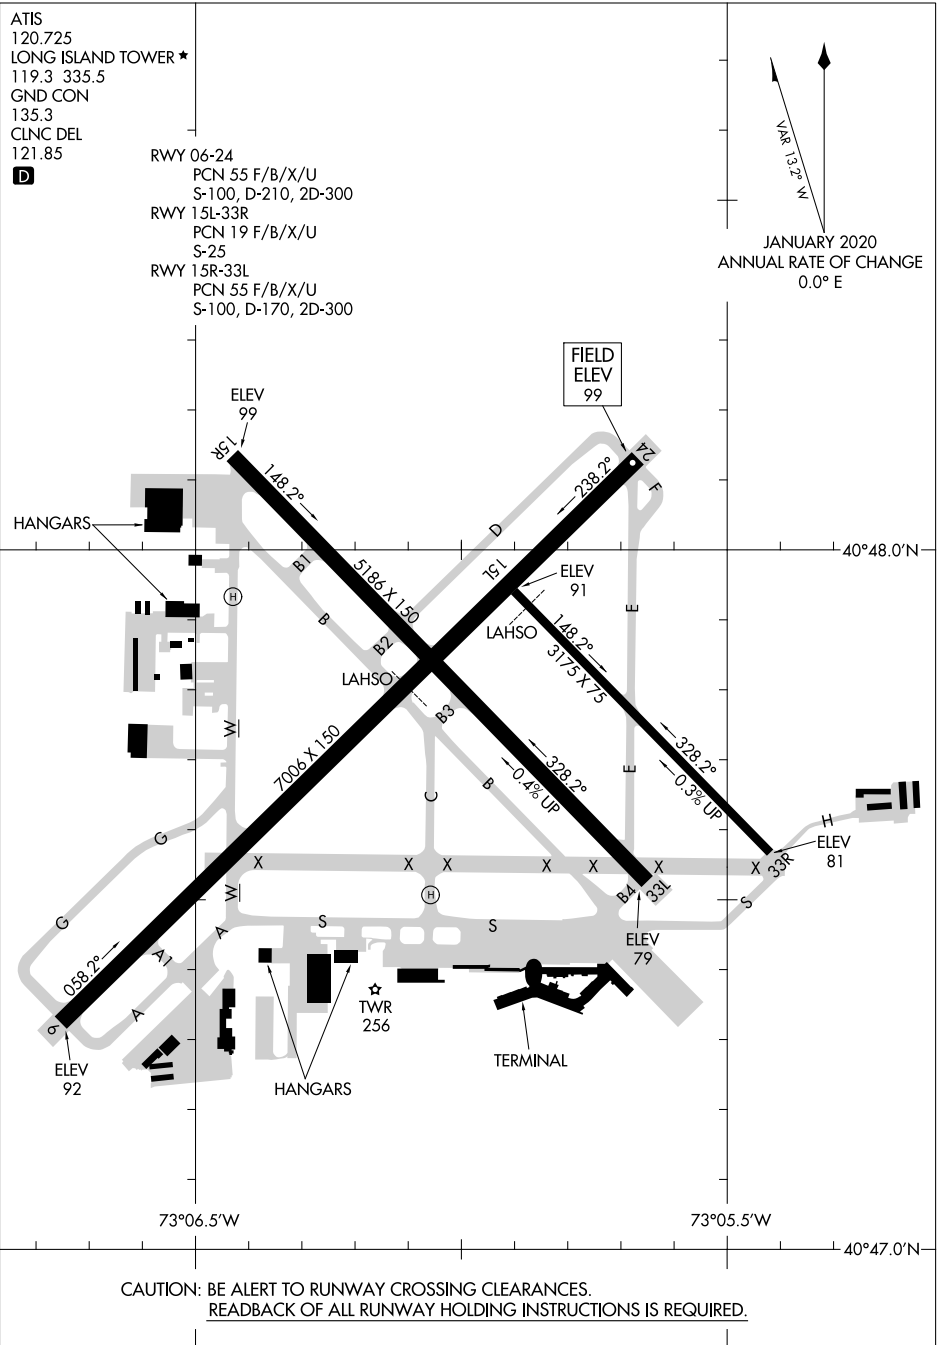 ATIS
120.725
LONG ISLAND TOWER ★
119.3 335.5
GND CON
135.3
CLNC DEL
121.85
D
RWY 06-24
PCN 55 F/B/X/U
S-100, D-210, 2D-300
RWY 15L-33R
PCN 19 F/B/X/U
S-25
RWY 15R-33L
PCN 55 F/B/X/U
S-100, D-170, 2D-300
VAR 13.2° W
JANUARY 2020
ANNUAL RATE OF CHANGE
0.0° E
FIELD
ELEV
99
ELEV
99
15R
24
148.2°
238.2°
F
HANGARS
D
40°48.0'N
B1
5186 X 150
15L
ELEV
91
H
B
E
LAHSO
148.2°
3175 X 75
B2
LAHSO
B3
W
7006 X 150
328.2°
0.4% UP
B
E
328.2°
0.3% UP
C
H
G
ELEV
81
X
X
X
X
X
X
X
33R
W
H
B4
33L
S
G
A
S
S
ELEV
79
A1
058.2°
A
6
TWR
256
ELEV
92
HANGARS
TERMINAL
73°06.5'W
73°05.5'W
40°47.0'N
CAUTION: BE ALERT TO RUNWAY CROSSING CLEARANCES.
READBACK OF ALL RUNWAY HOLDING INSTRUCTIONS IS REQUIRED.